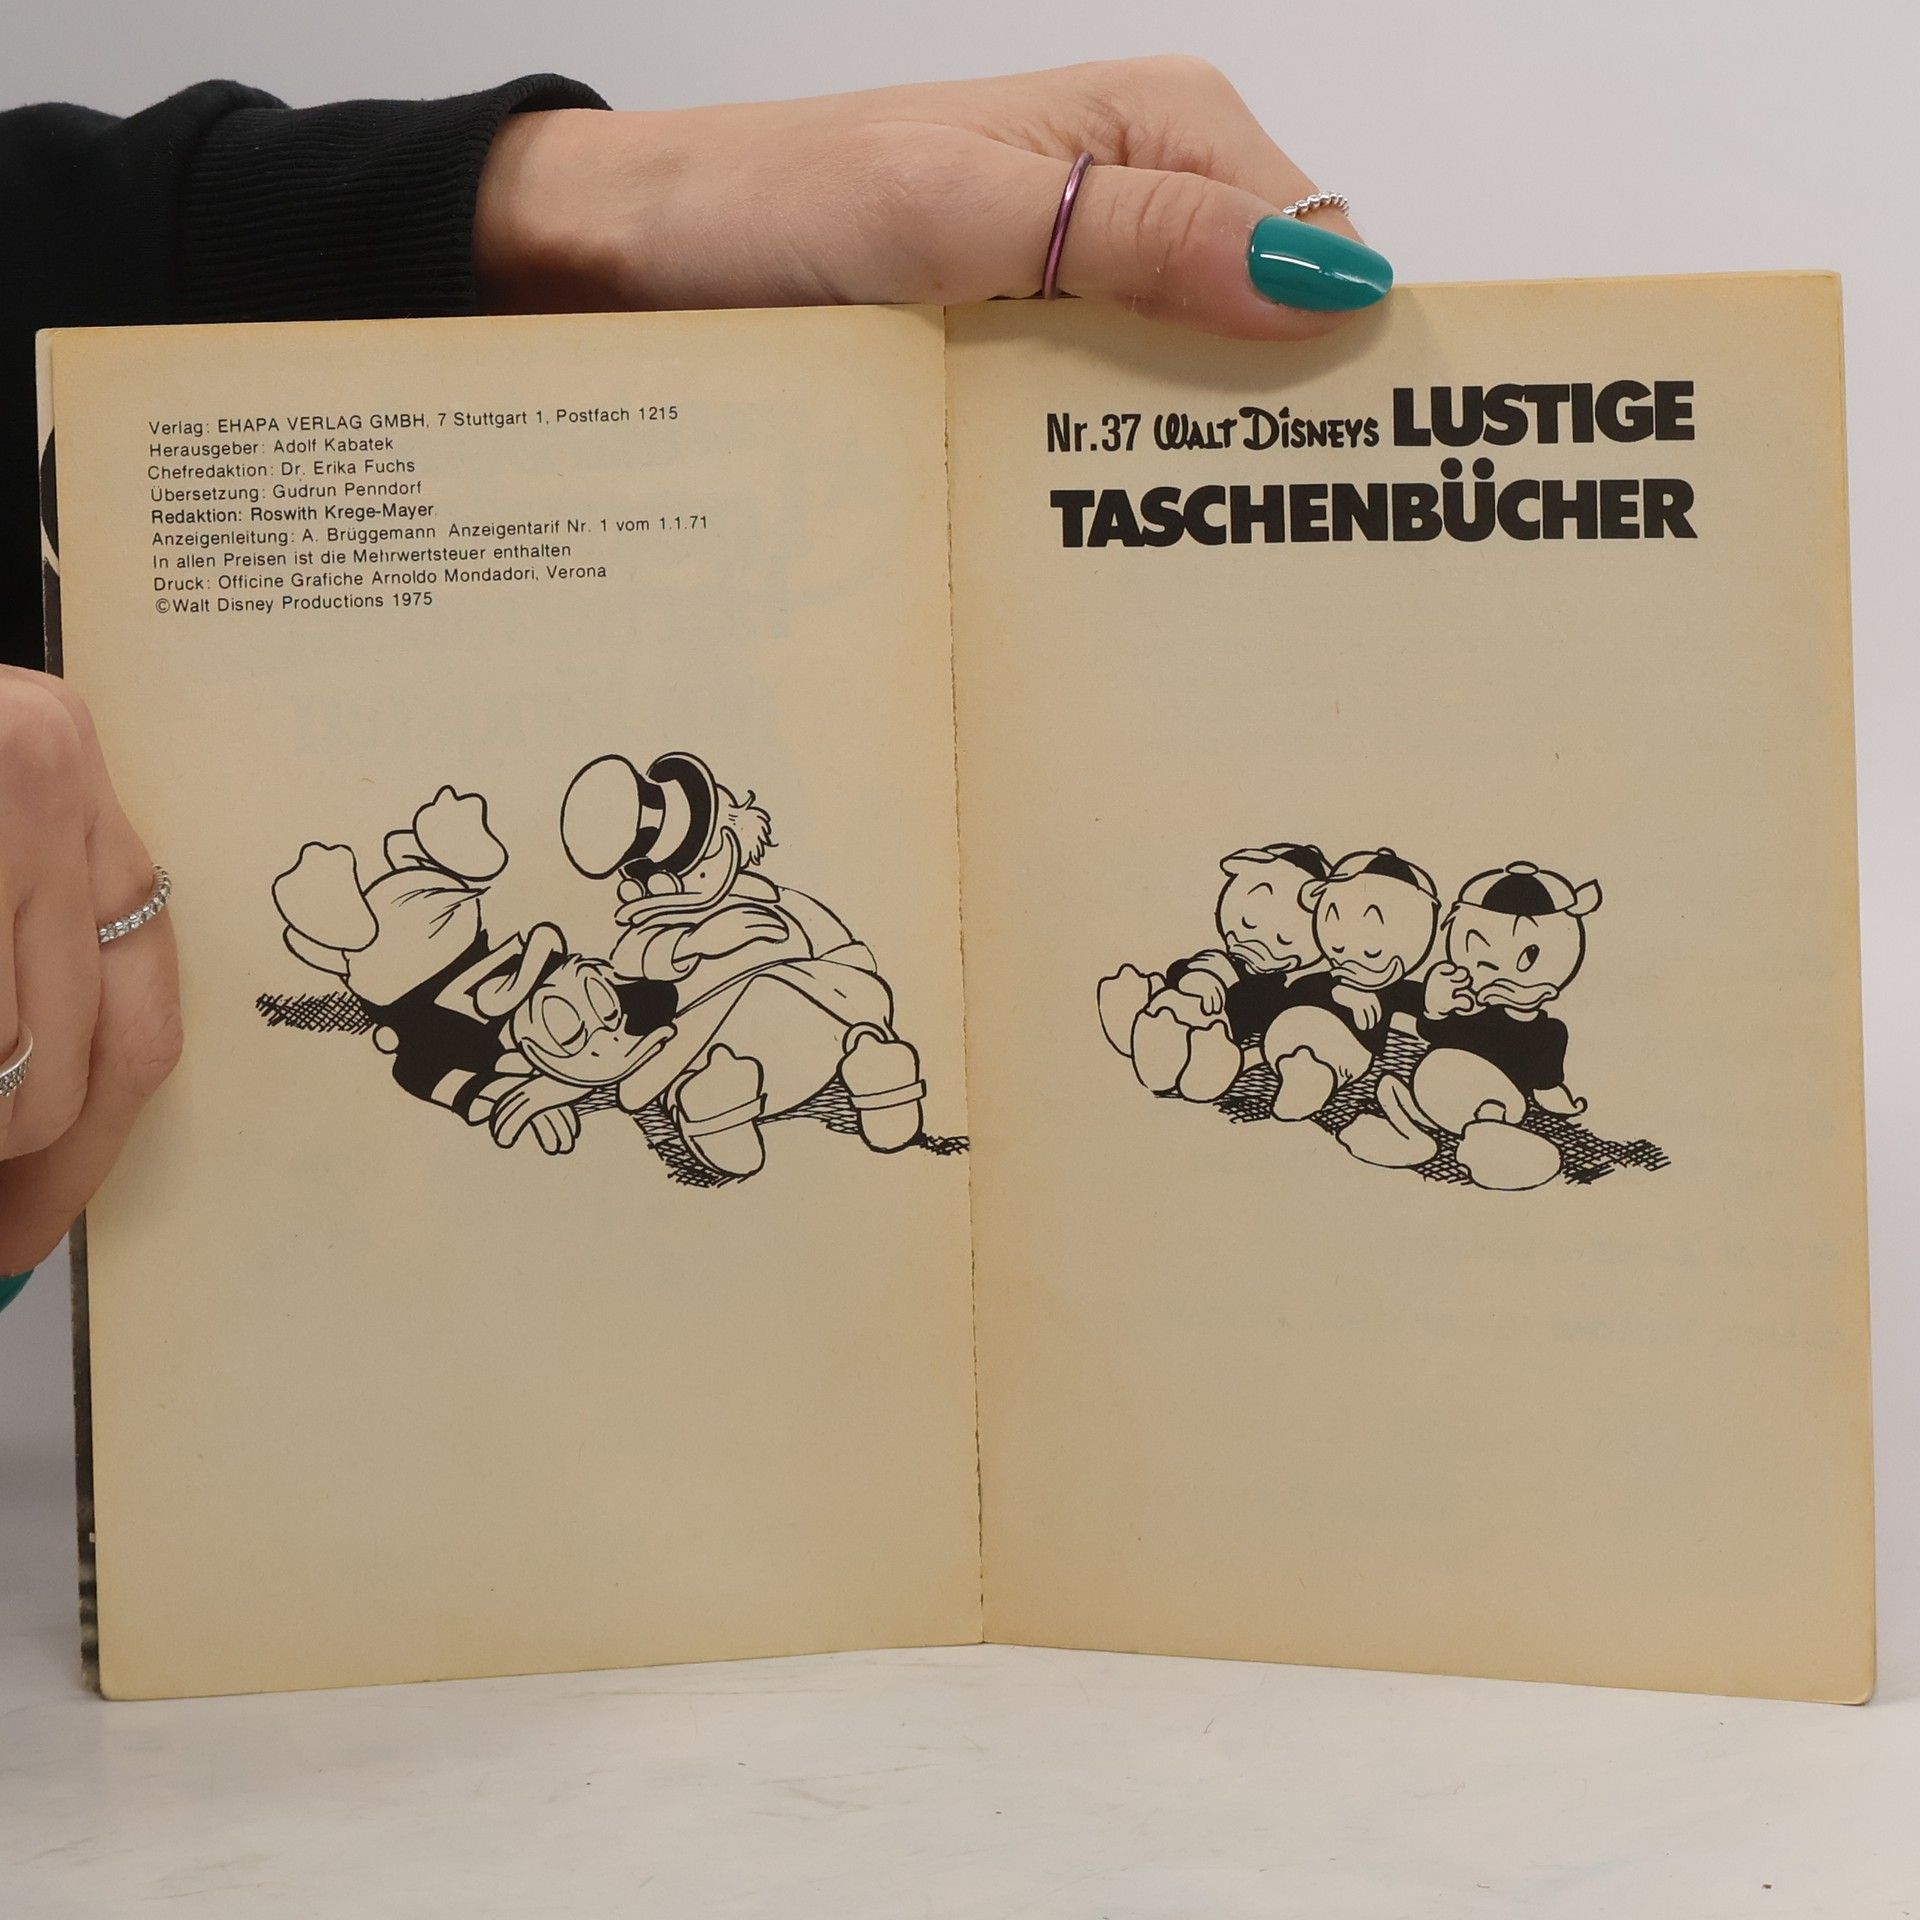 Verlag: EHAPA VERLAG GMBH, 7 Stuttgart 1, Postfach 1215
Herausgeber: Adolf Kabatek
Chefredaktion: Dr. Erika Fuchs
Übersetzung: Gudrun Penndorf
Redaktion: Roswith Krege-Mayer
Anzeigenleitung: A. Brüggemann Anzeigentarif Nr. 1 vom 1.1.71
In allen Preisen ist die Mehrwertsteuer enthalten
Druck: Officine Grafiche Arnoldo Mondadori, Verona
©Walt Disney Productions 1975
Nr.37 WALT DISNEYS LUSTIGE
TASCHENBÜCHER